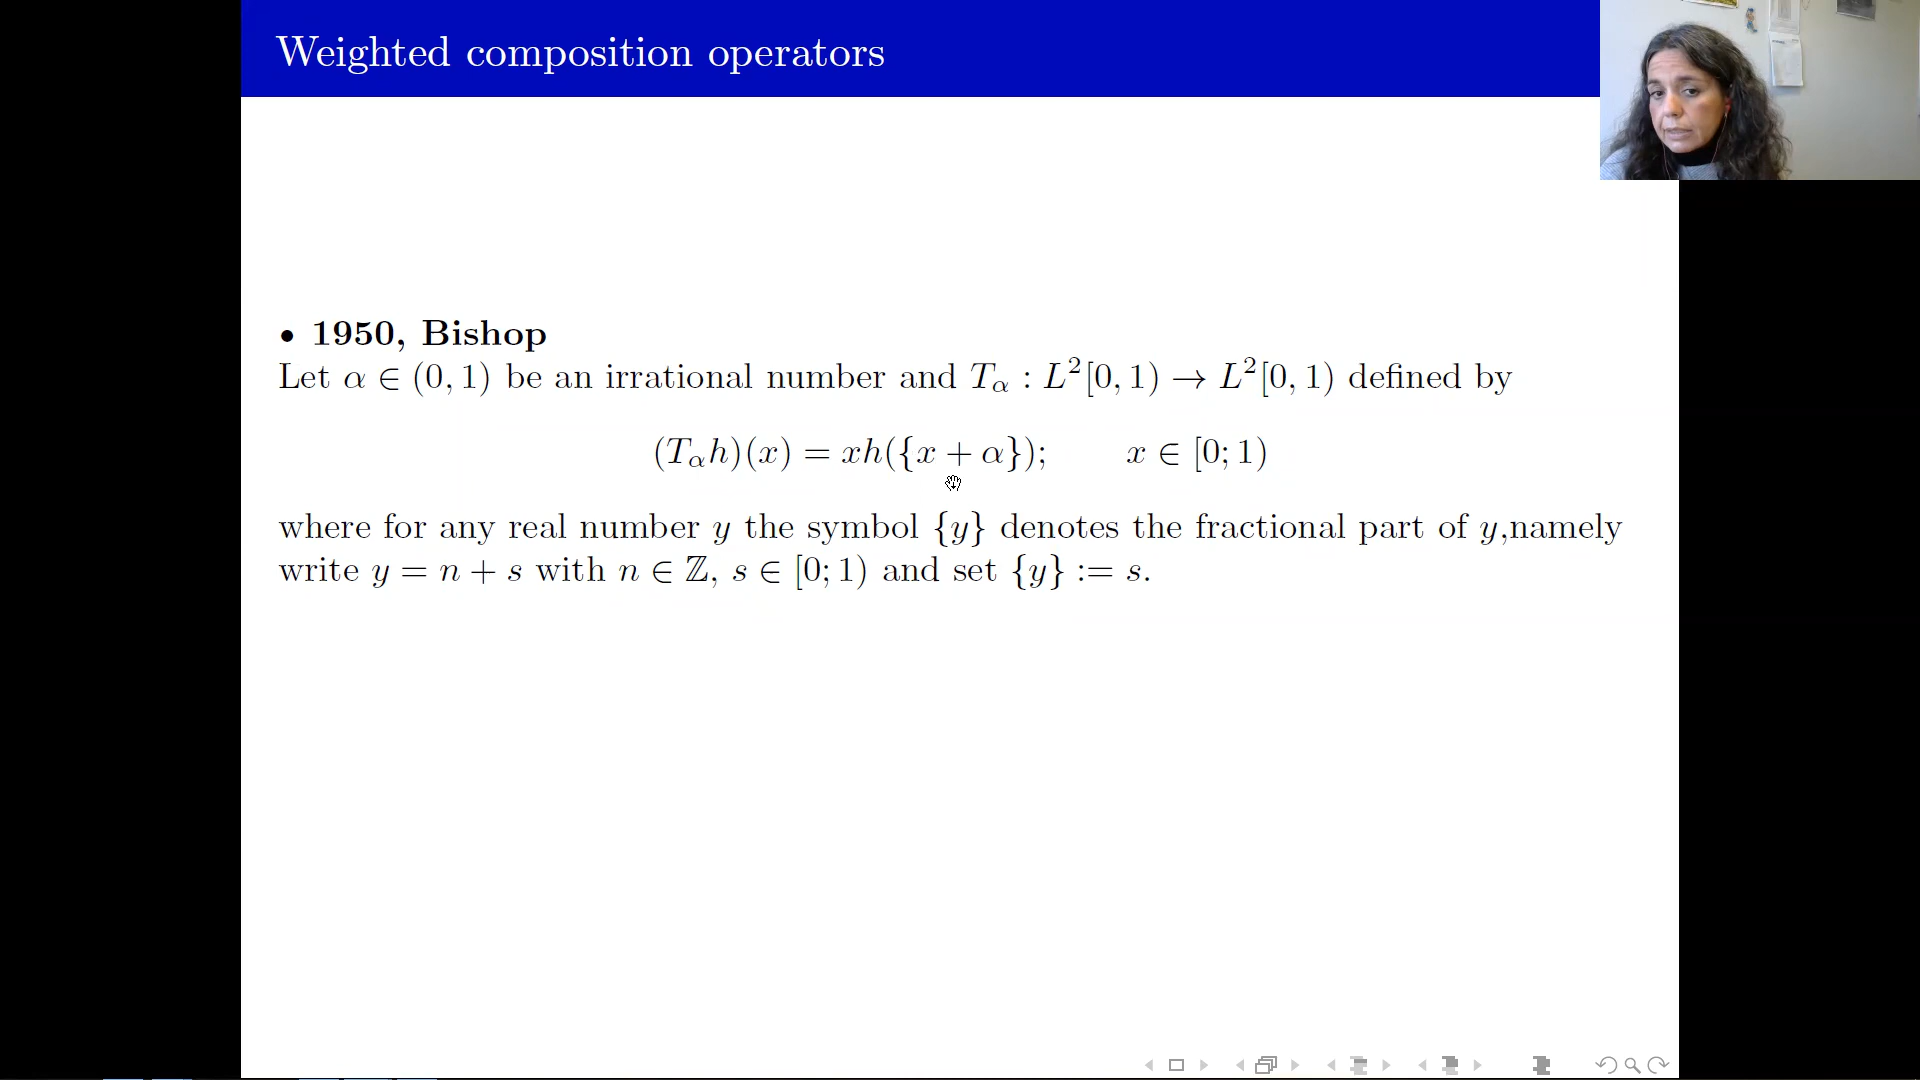 Weighted composition operators
• 1950, Bishop
Let α ∈ (0, 1) be an irrational number and T_α : L²[0, 1) → L²[0, 1) defined by
(T_α h)(x) = xh({x + α}); x ∈ [0; 1)
where for any real number y the symbol {y} denotes the fractional part of y,namely
write y = n + s with n ∈ ℤ, s ∈ [0; 1) and set {y} := s.